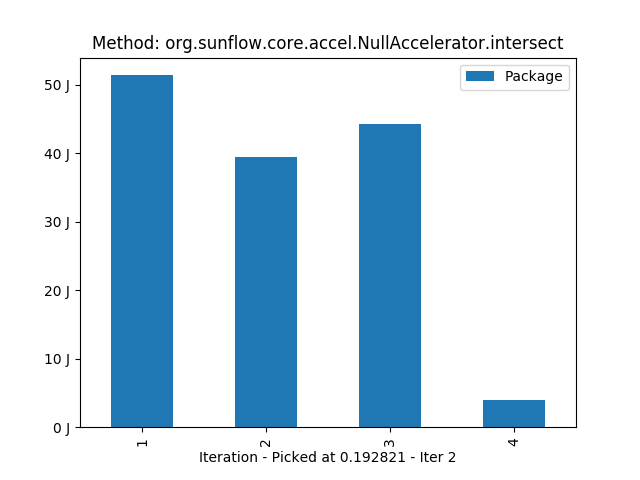 Method: org.sunflow.core.accel.NullAccelerator.intersect
Package
50 J
40 J
30 J
20 J
10 J
0 J
1
2
3
4
Iteration - Picked at 0.192821 - Iter 2